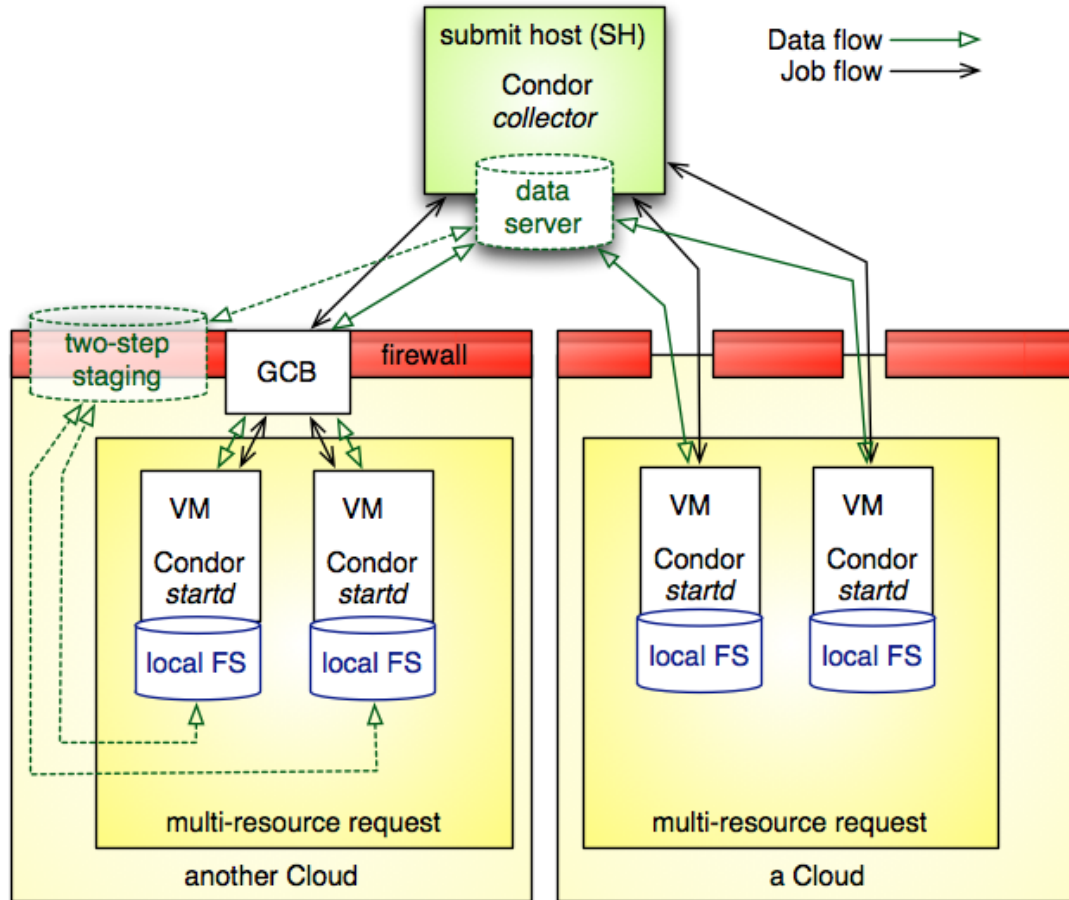 submit host (SH)
Condor
collector
data
server
Data flow
Job flow
two-step
staging
GCB
firewall
VM
Condor
startd
local FS
VM
Condor
startd
local FS
multi-resource request
another Cloud
VM
Condor
startd
local FS
VM
Condor
startd
local FS
multi-resource request
a Cloud